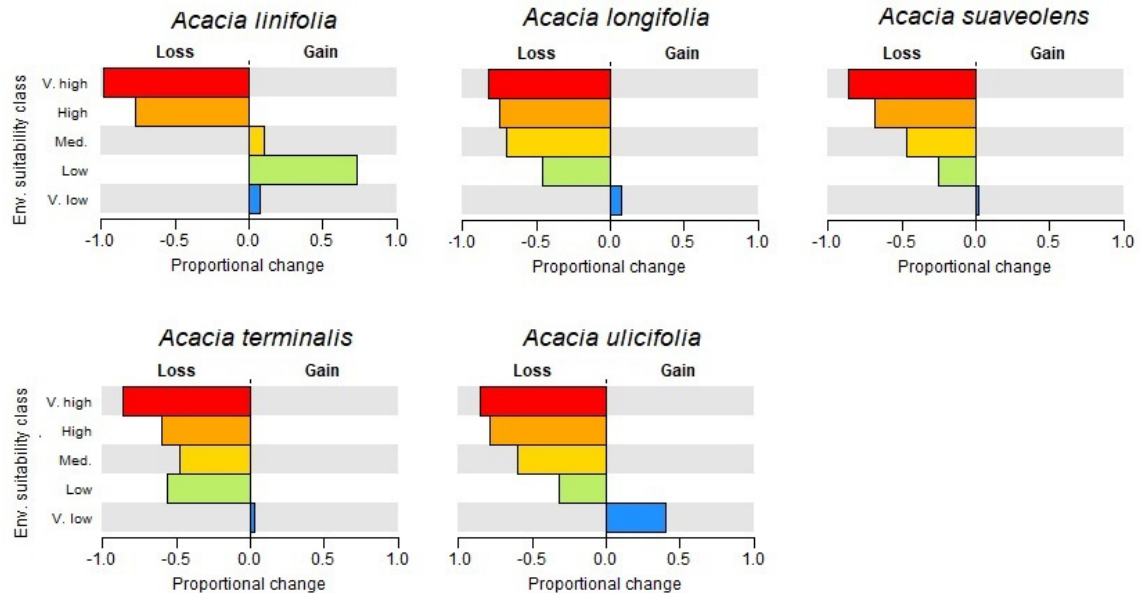 Acacia linifolia
Loss Gain
Env. suitability class
V. high
High
Med.
Low
V. low
-1.0 -0.5 0.0 0.5 1.0
Proportional change
Acacia longifolia
Loss Gain
-1.0 -0.5 0.0 0.5 1.0
Proportional change
Acacia suaveolens
Loss Gain
-1.0 -0.5 0.0 0.5 1.0
Proportional change
Acacia terminalis
Loss Gain
Env. suitability class
V. high
High
Med.
Low
V. low
-1.0 -0.5 0.0 0.5 1.0
Proportional change
Acacia ulicifolia
Loss Gain
1.0 -0.5 0.0 0.5 1.0
Proportional change